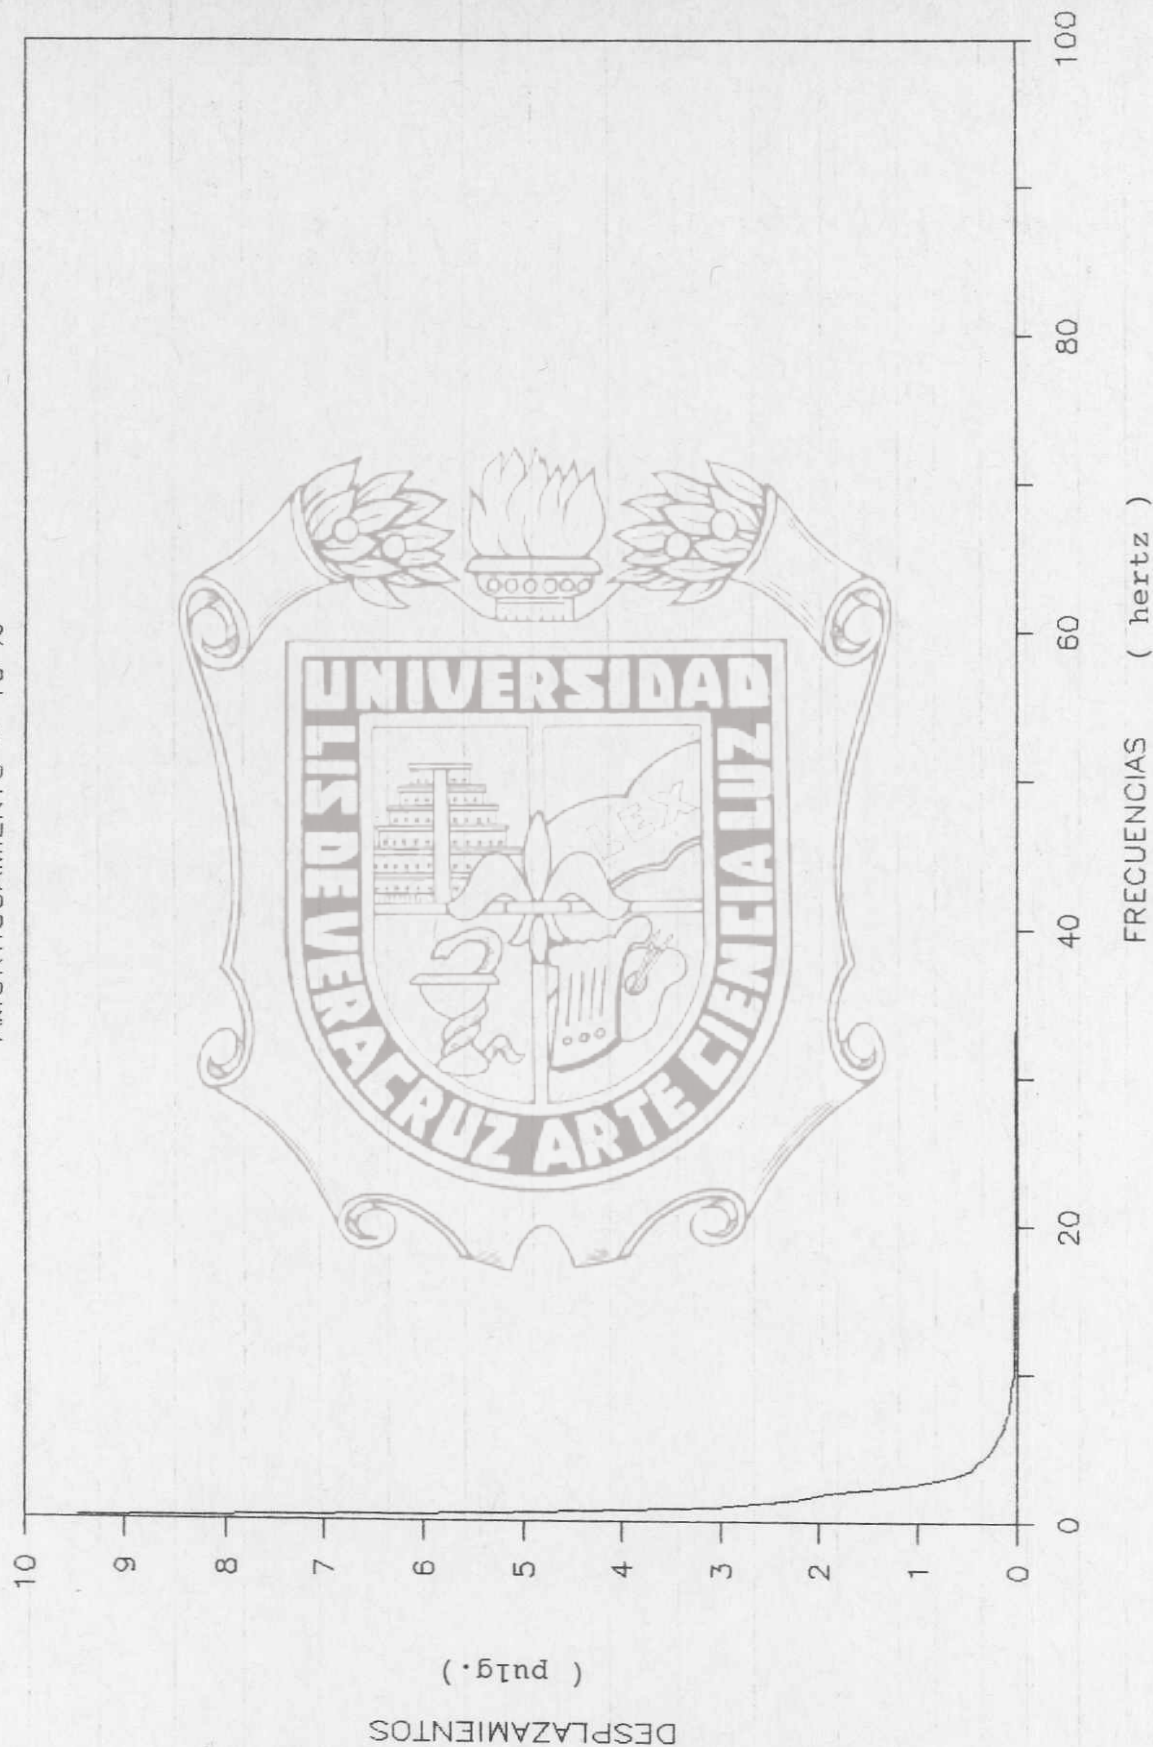 10
9
8
7
6
5
4
3
2
1
0
0
20
40
60
80
100
DESPLAZAMIENTOS
( pulg.)
FRECUENCIAS ( hertz )
UNIVERSIDAD
LIS DE VERACRUZ ARTE CIENCIA LUZ
LEX